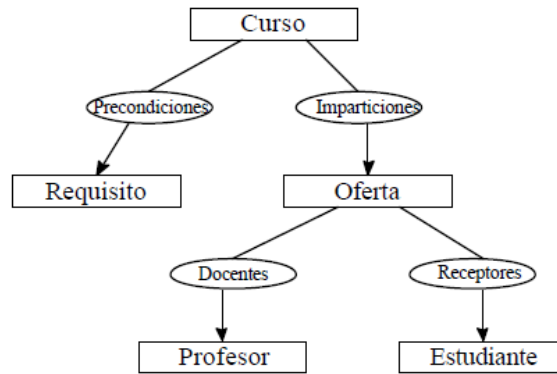 Curso
Precondiciones
Imparticiones
Requisito
Oferta
Docentes
Receptores
Profesor
Estudiante